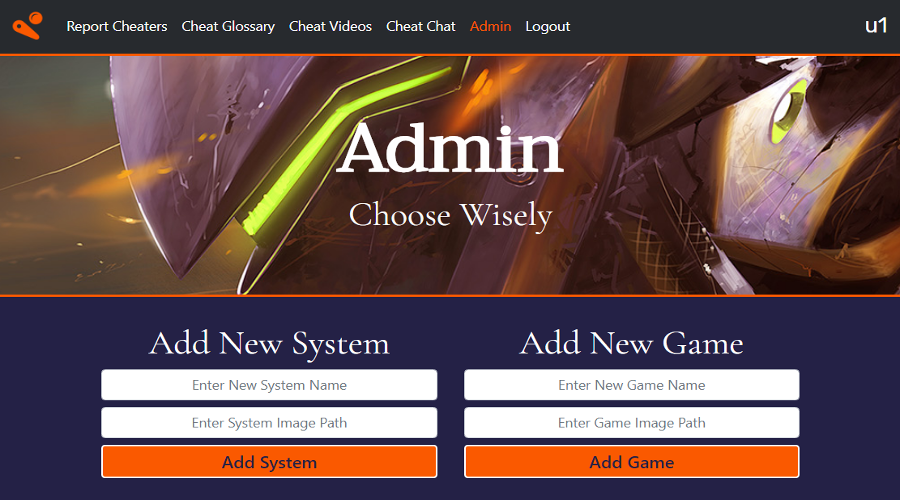 Report Cheaters Cheat Glossary Cheat Videos Cheat Chat Admin Logout u1
Admin
Choose Wisely
Add New System
Enter New System Name
Enter System Image Path
Add System
Add New Game
Enter New Game Name
Enter Game Image Path
Add Game